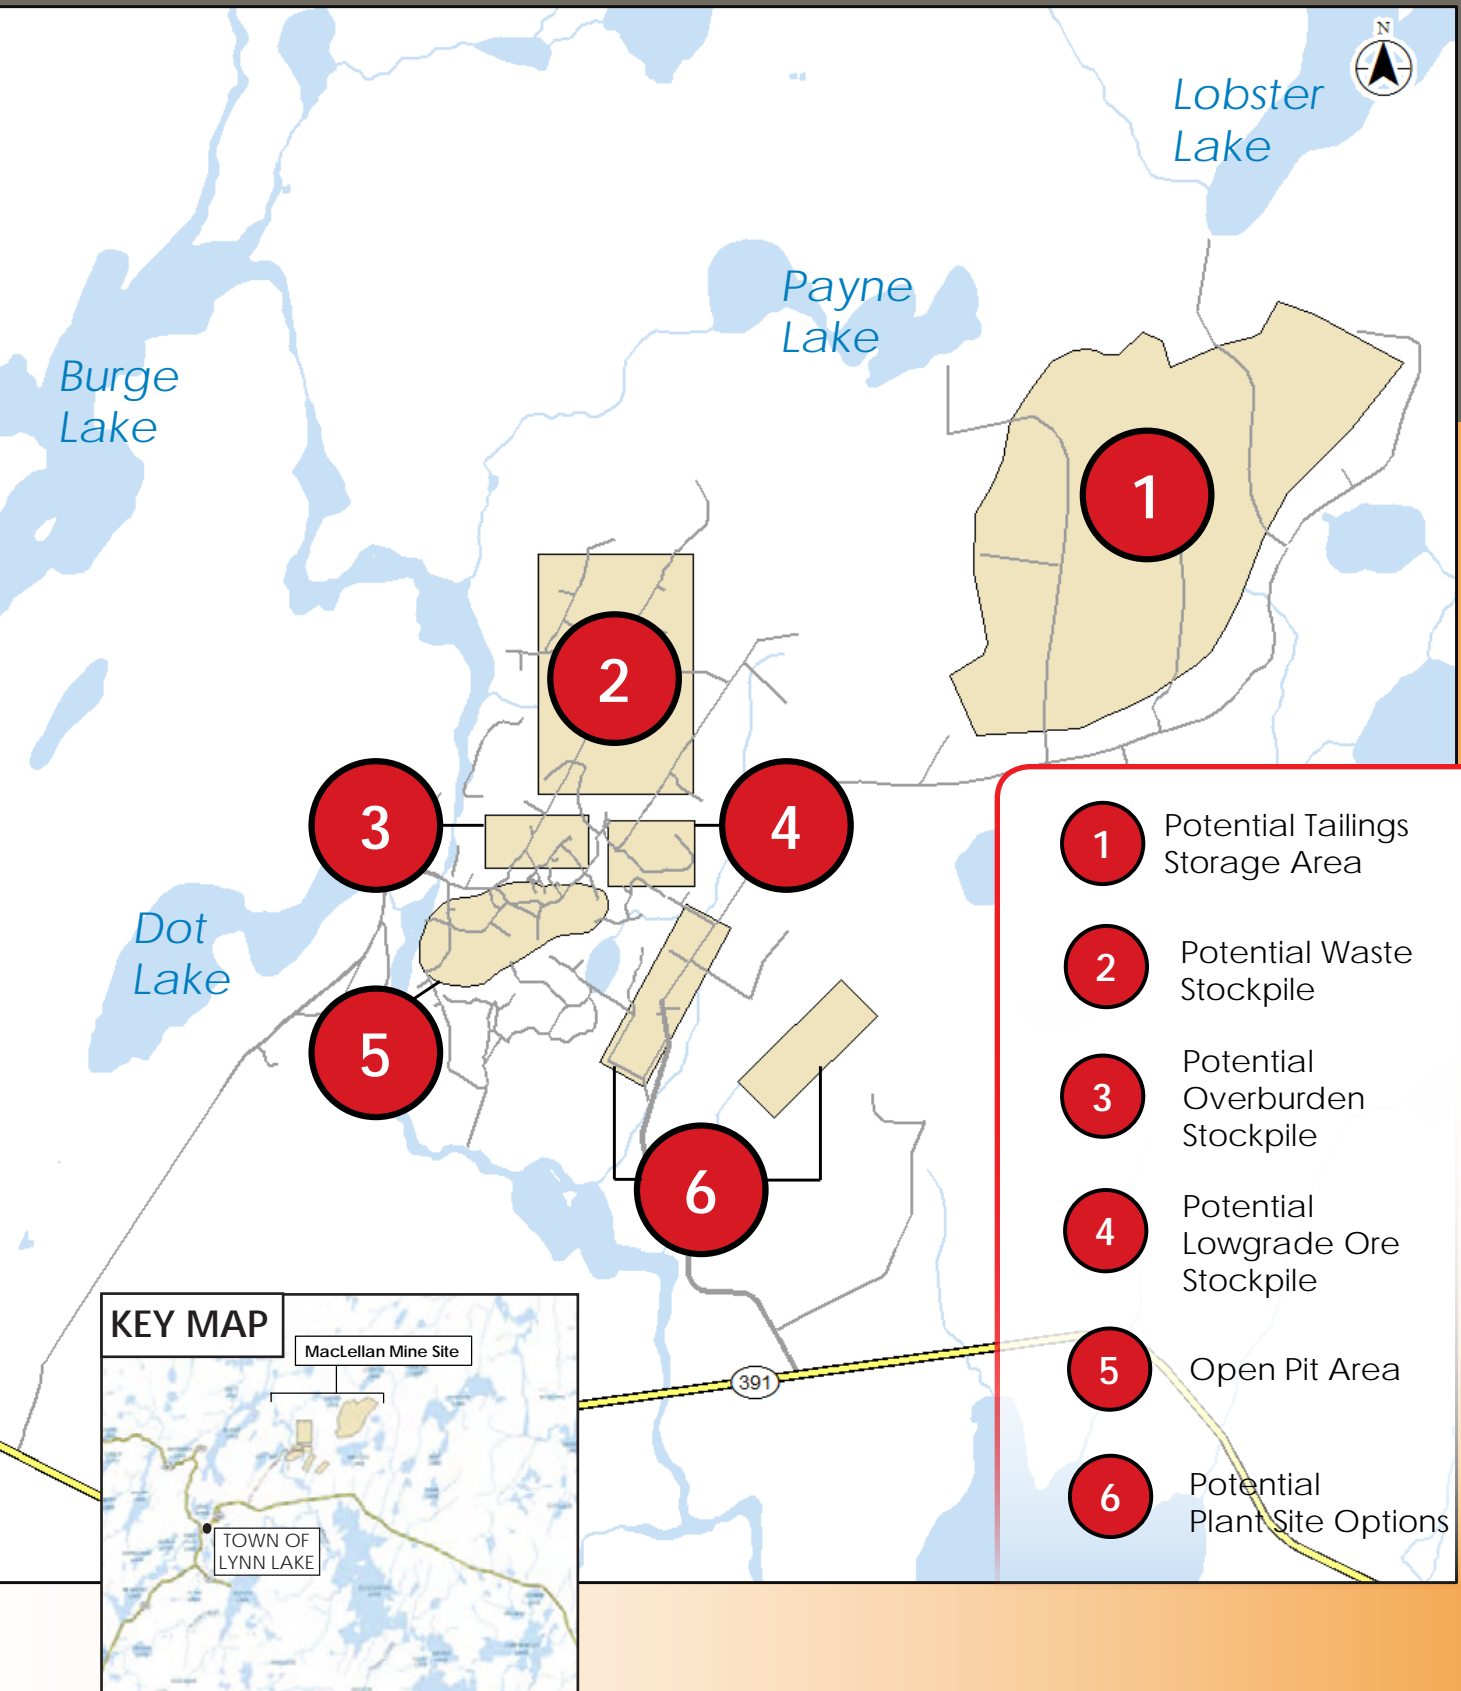 N
Lobster
Lake
Payne
Lake
Burge
Lake
1
2
3
4
Dot
Lake
5
6
391
1
Potential Tailings
Storage Area
2
Potential Waste
Stockpile
3
Potential
Overburden
Stockpile
4
Potential
Lowgrade Ore
Stockpile
5
Open Pit Area
6
Potential
Plant Site Options
KEY MAP
MacLellan Mine Site
TOWN OF
LYNN LAKE